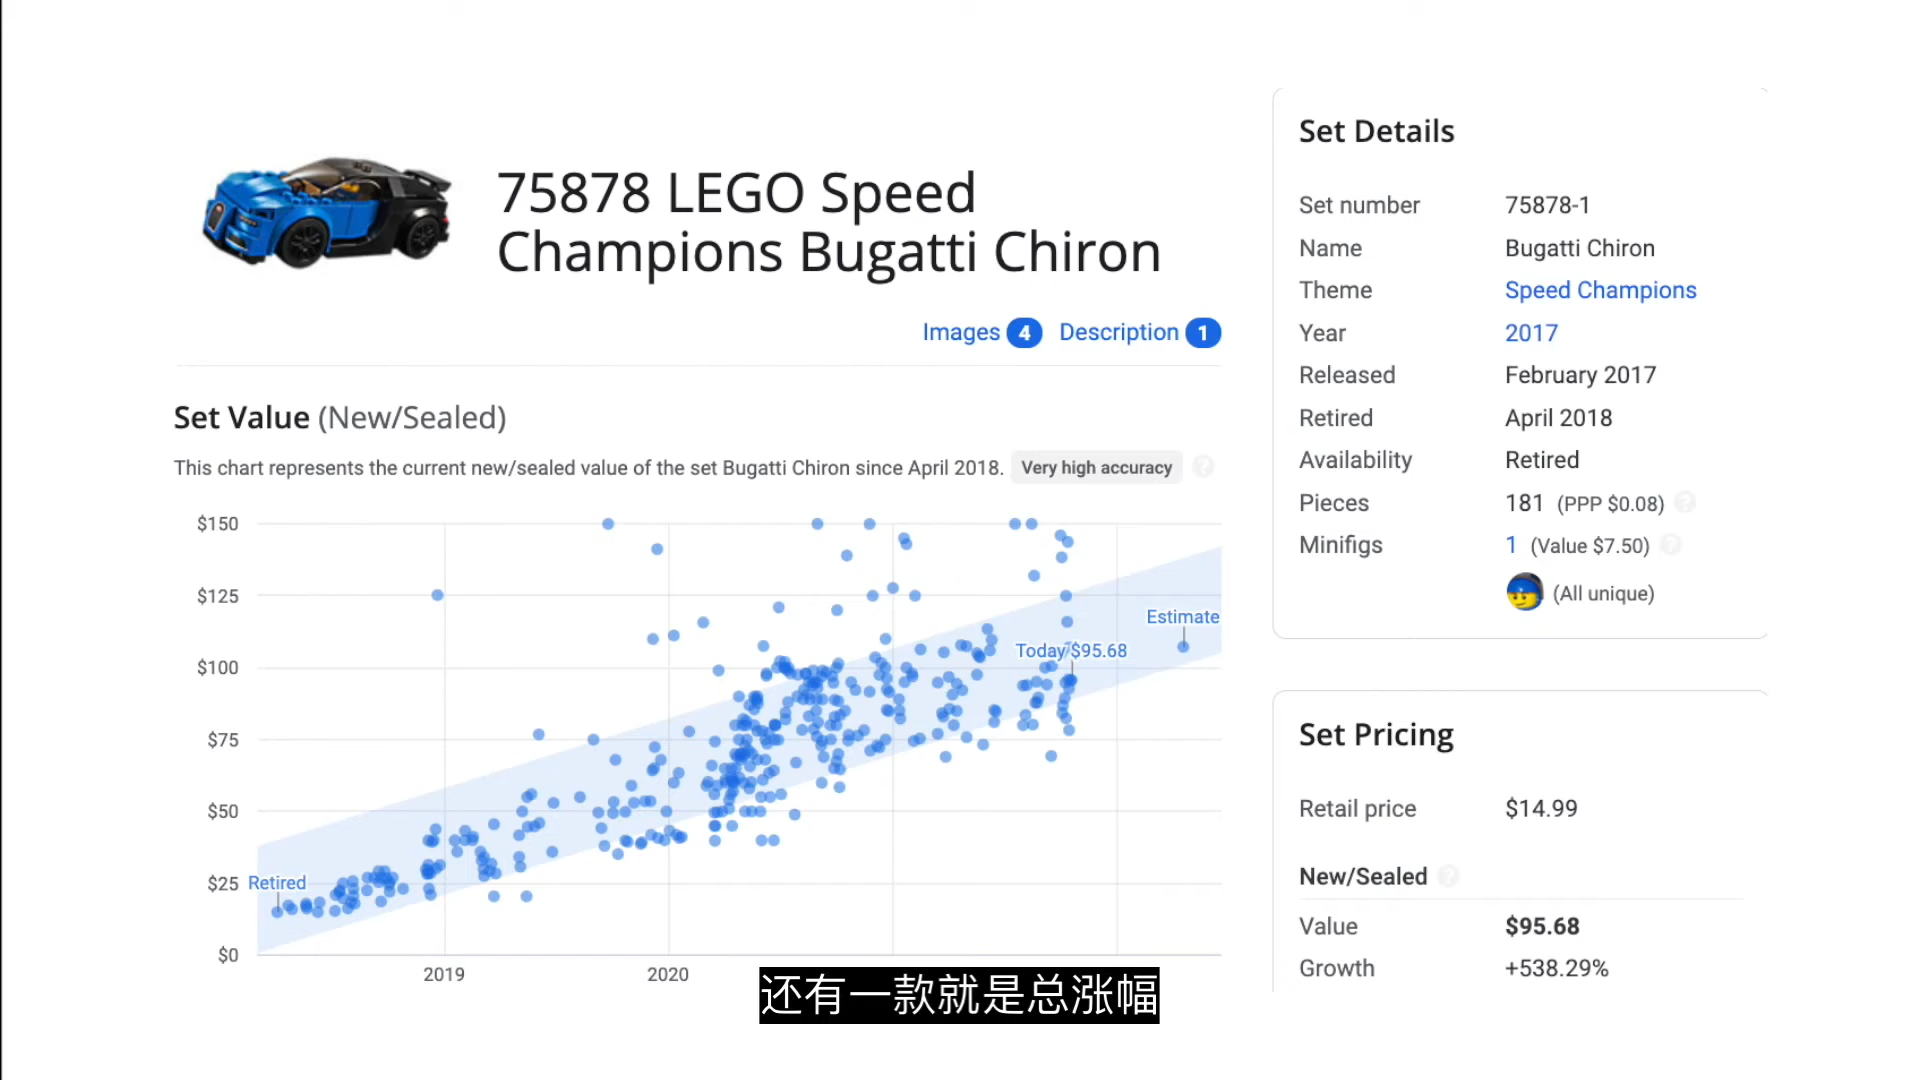 75878 LEGO Speed
Champions Bugatti Chiron
Images 4 Description 1
Set Value (New/Sealed)
This chart represents the current new/sealed value of the set Bugatti Chiron since April 2018. Very high accuracy ?
$150
$125
$100
$75
$50
$25
$0
Retired
Today $95.68
Estimate
2019
2020
Set Details
Set number 75878-1
Name Bugatti Chiron
Theme Speed Champions
Year 2017
Released February 2017
Retired April 2018
Availability Retired
Pieces 181 (PPP $0.08) ?
Minifigs 1 (Value $7.50) ?
(All unique)
Set Pricing
Retail price $14.99
New/Sealed ?
Value $95.68
Growth +538.29%
还有一款就是总涨幅